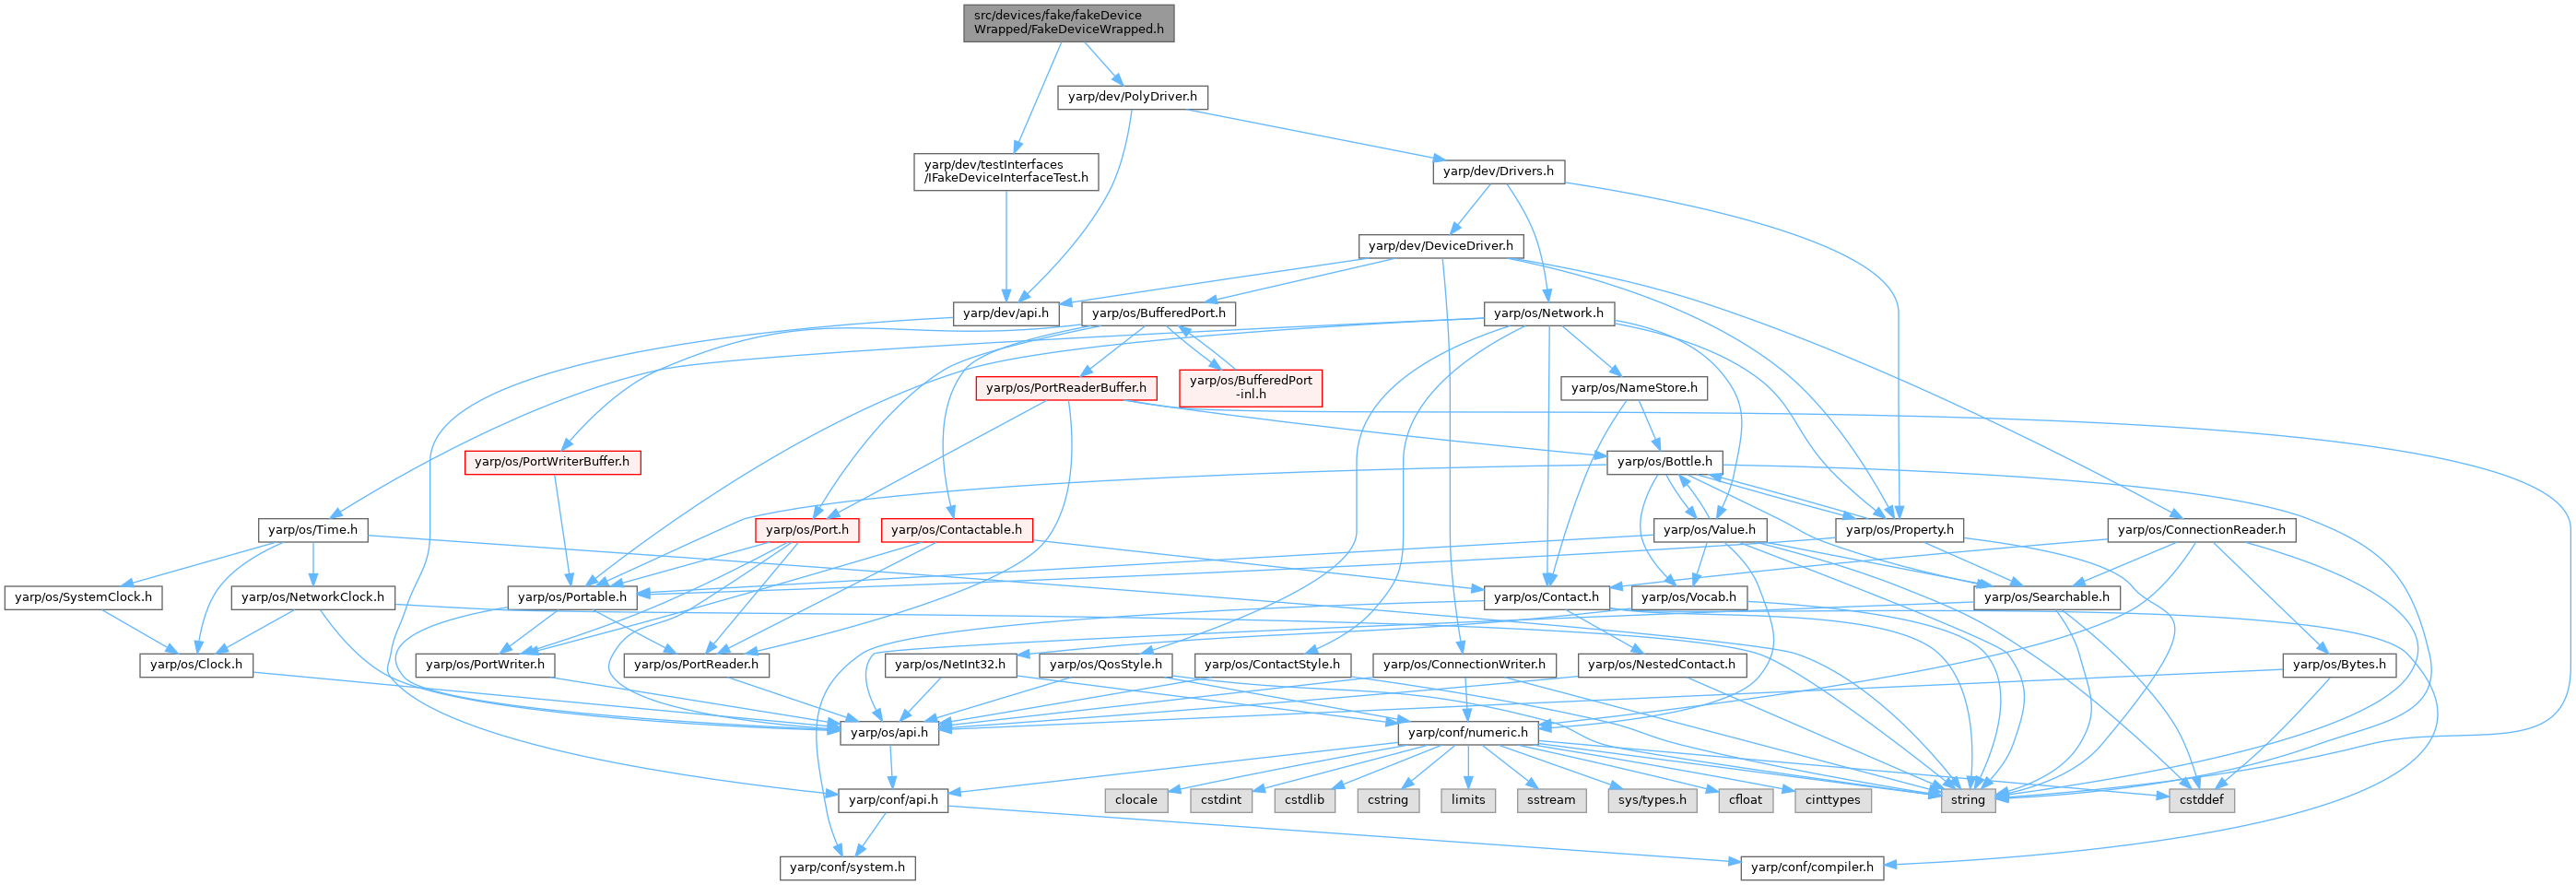 src/devices/fake/fakeDevice
Wrapped/FakeDeviceWrapped.h
yarp/dev/PolyDriver.h
yarp/dev/testInterfaces
/IFakeDeviceInterfaceTest.h
yarp/dev/Drivers.h
yarp/dev/DeviceDriver.h
yarp/dev/api.h
yarp/os/BufferedPort.h
yarp/os/Network.h
yarp/os/PortReaderBuffer.h
yarp/os/BufferedPort
-inl.h
yarp/os/NameStore.h
yarp/os/PortWriterBuffer.h
yarp/os/Bottle.h
yarp/os/Time.h
yarp/os/Port.h
yarp/os/Contactable.h
yarp/os/Value.h
yarp/os/Property.h
yarp/os/ConnectionReader.h
yarp/os/SystemClock.h
yarp/os/NetworkClock.h
yarp/os/Portable.h
yarp/os/Contact.h
yarp/os/Vocab.h
yarp/os/Searchable.h
yarp/os/Clock.h
yarp/os/PortWriter.h
yarp/os/PortReader.h
yarp/os/NetInt32.h
yarp/os/QosStyle.h
yarp/os/ContactStyle.h
yarp/os/ConnectionWriter.h
yarp/os/NestedContact.h
yarp/os/Bytes.h
yarp/os/api.h
yarp/conf/numeric.h
yarp/conf/api.h
clocale
cstdint
cstdlib
cstring
limits
sstream
sys/types.h
cfloat
cinttypes
string
cstddef
yarp/conf/system.h
yarp/conf/compiler.h